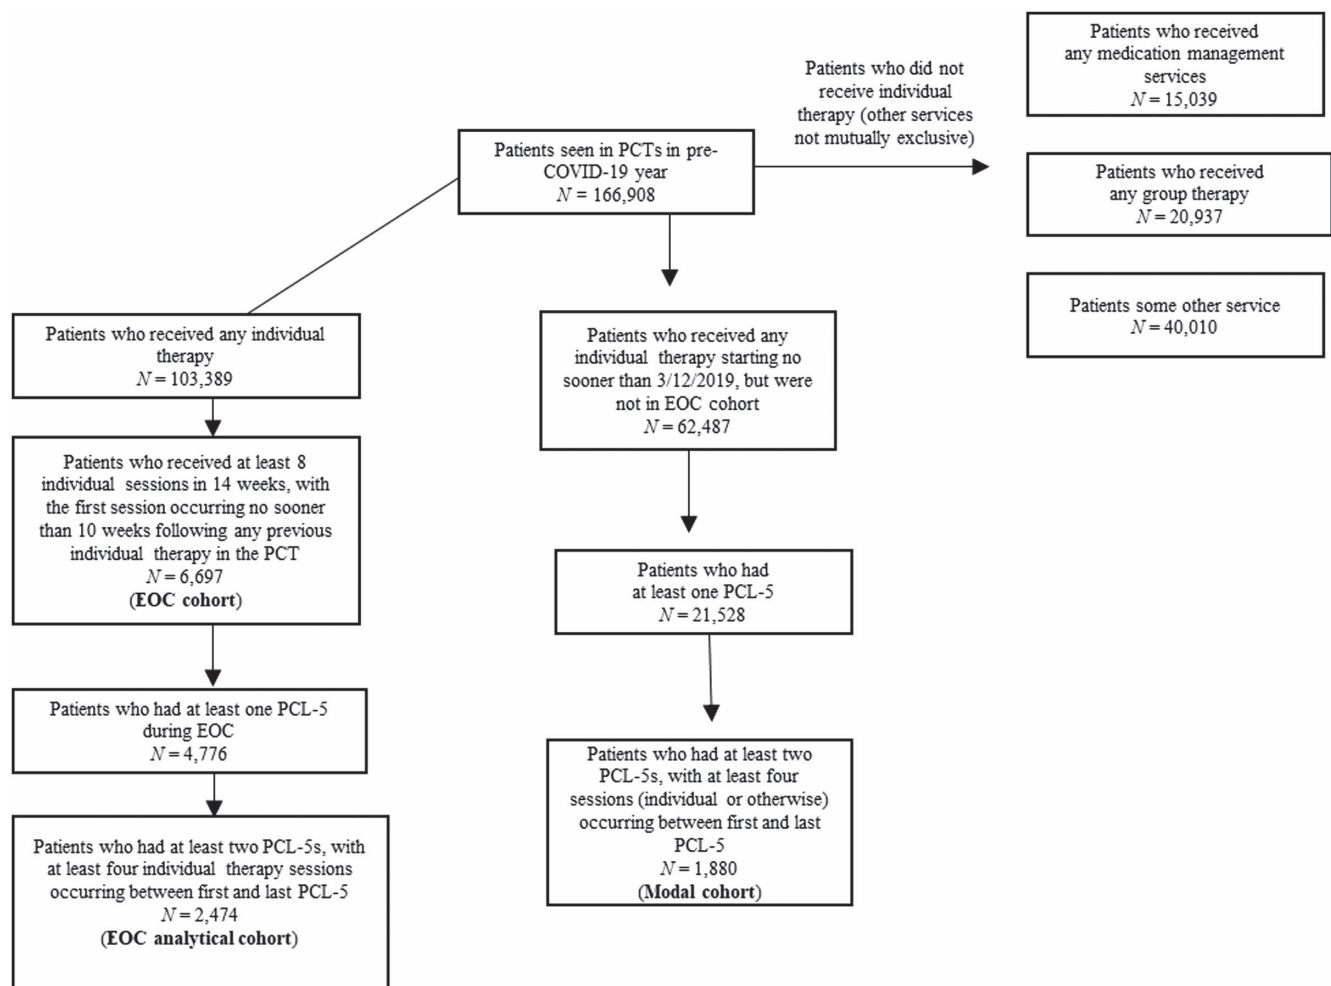 Patients seen in PCTs in pre-
COVID-19 year
N = 166,908
Patients who did not
receive individual
therapy (other services
not mutually exclusive)
Patients who received
any medication management
services
N = 15,039
Patients who received
any group therapy
N = 20,937
Patients some other service
N = 40,010
Patients who received any individual
therapy
N = 103,389
Patients who received at least 8
individual sessions in 14 weeks, with
the first session occurring no sooner
than 10 weeks following any previous
individual therapy in the PCT
N = 6,697
(EOC cohort)
Patients who had at least one PCL-5
during EOC
N = 4,776
Patients who had at least two PCL-5s, with
at least four individual therapy sessions
occurring between first and last PCL-5
N = 2,474
(EOC analytical cohort)
Patients who received any
individual therapy starting no
sooner than 3/12/2019, but were
not in EOC cohort
N = 62,487
Patients who had
at least one PCL-5
N = 21,528
Patients who had at least two
PCL-5s, with at least four
sessions (individual or otherwise)
occurring between first and last
PCL-5
N = 1,880
(Modal cohort)